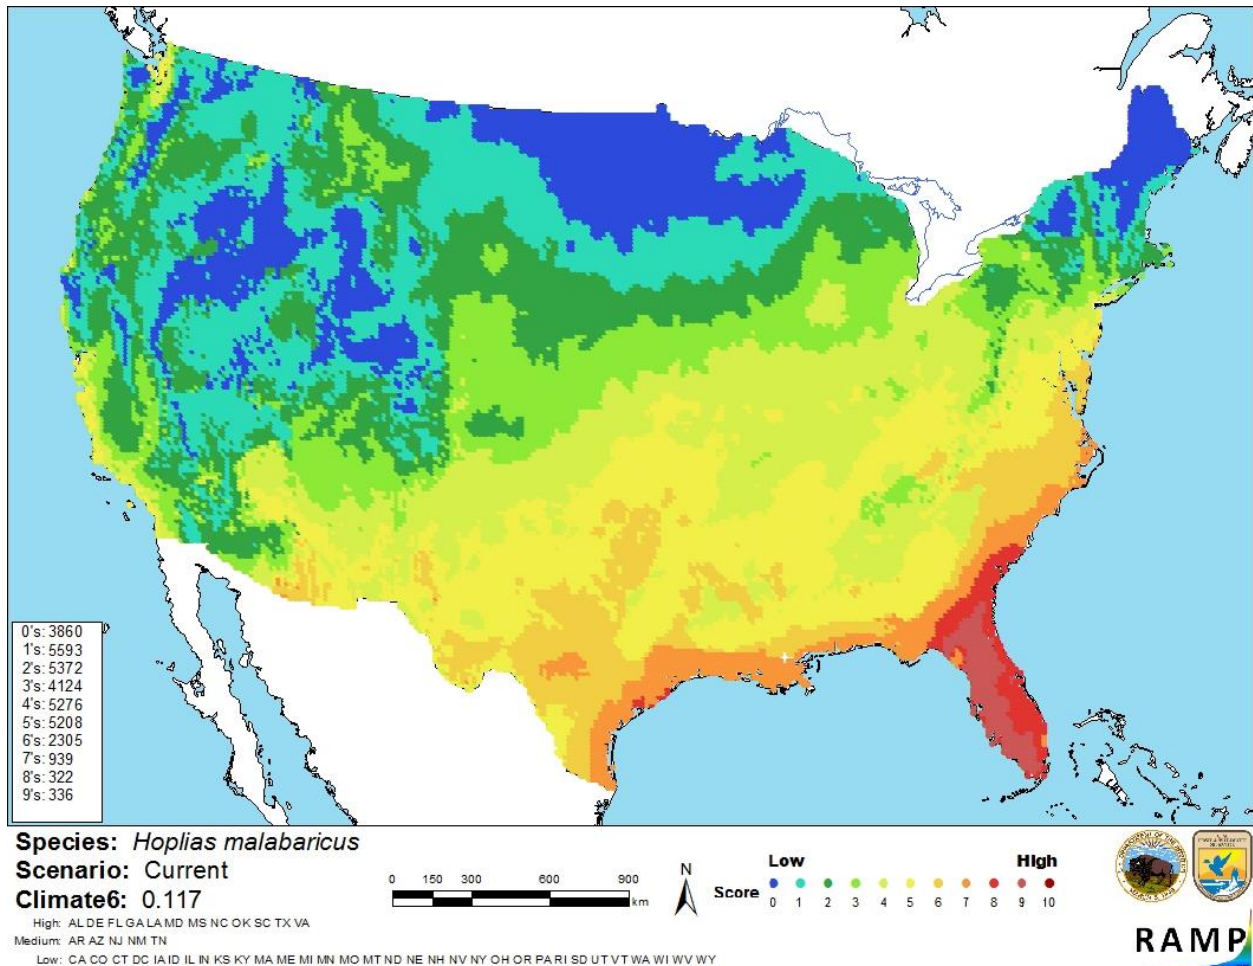 0's: 3860
1's: 5593
2's: 5372
3's: 4124
4's: 5276
5's: 5208
6's: 2305
7's: 939
8's: 322
9's: 336
Species: Hoplias malabaricus
Scenario: Current
Climate6: 0.117
High: AL DE FL GA LA MD MS NC OK SC TX VA
Medium: AR AZ NJ NM TN
Low: CA CO CT DC IA ID IL IN KS KY MA ME MI MN MO MT ND NE NH NV NY OH OR PA RI SD UT VT WA WI WV WY
0 150 300 600 900
km
N
Low High
Score 0 1 2 3 4 5 6 7 8 9 10
RAMP